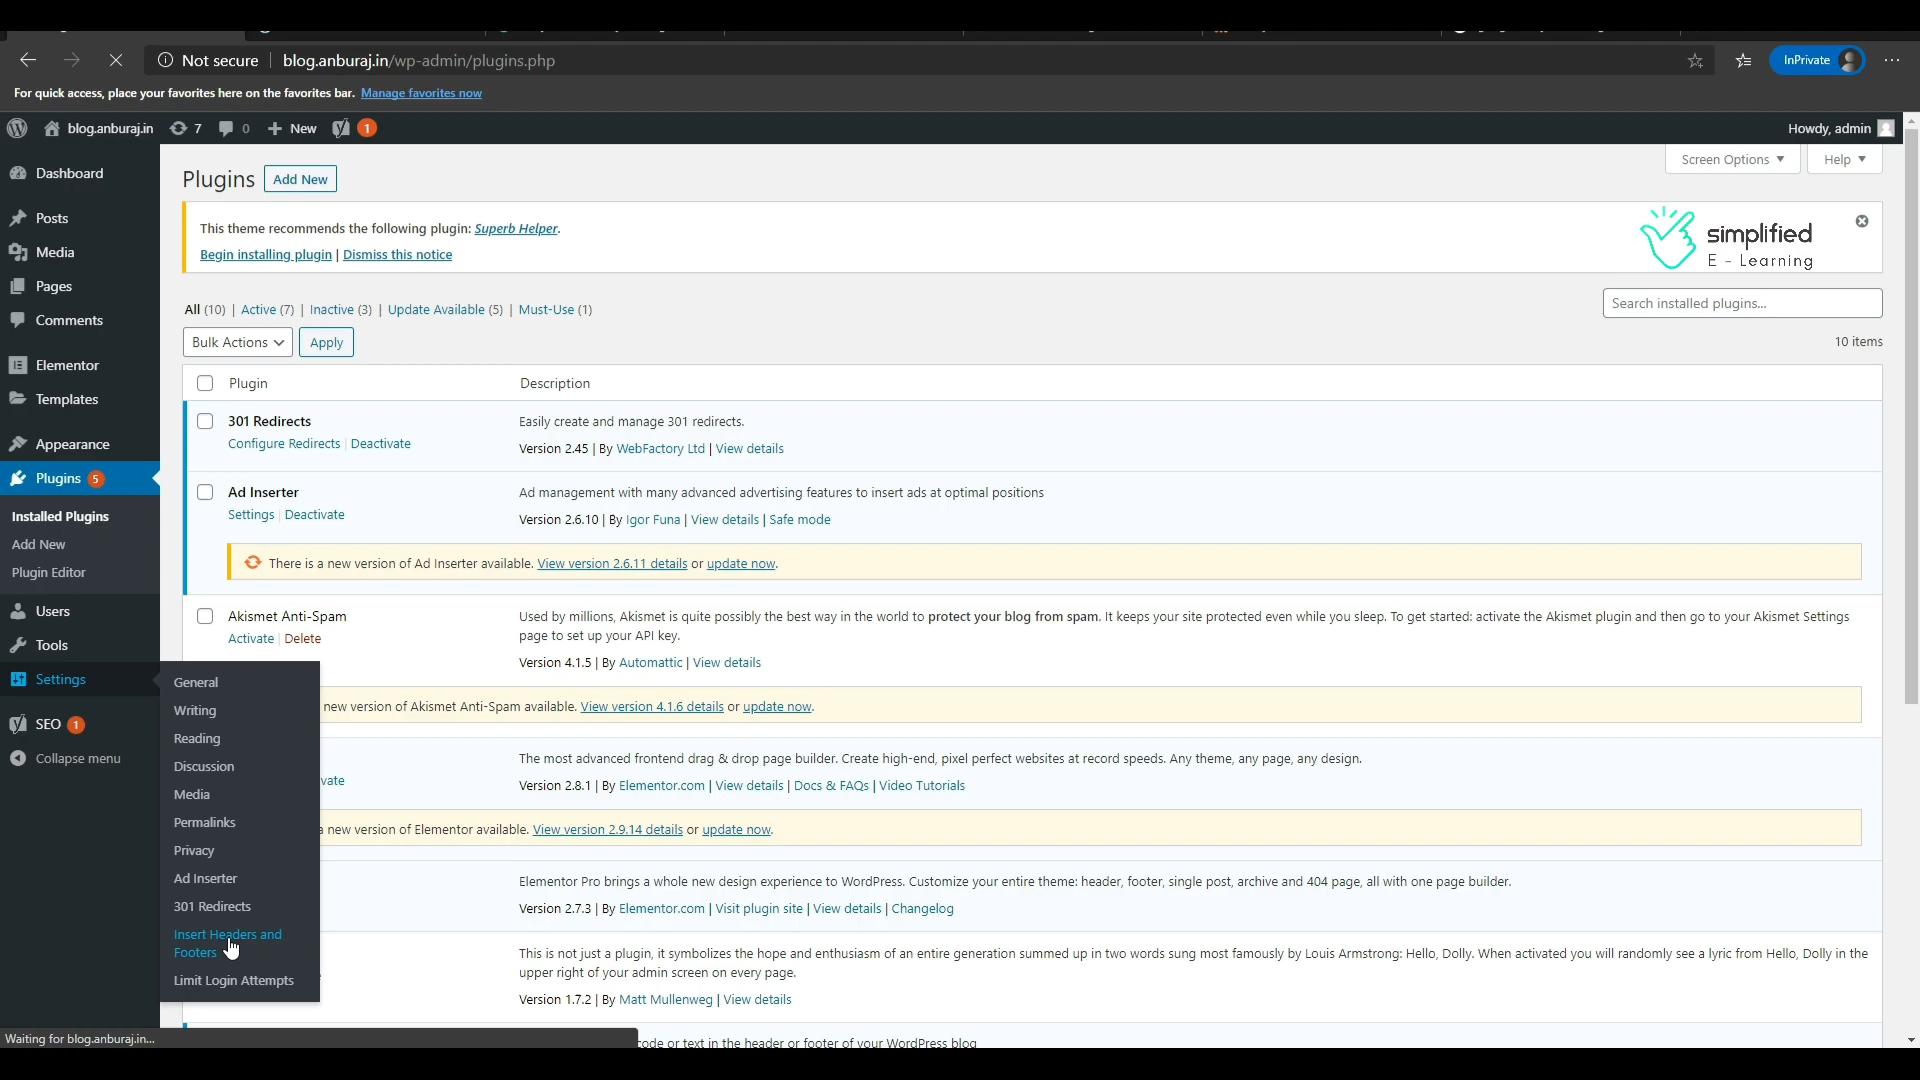 Not secure blog.anburaj.in/wp-admin/plugins.php InPrivate
For quick access, place your favorites here on the favorites bar. Manage favorites now
blog.anburaj.in 7 0 New 1 Howdy, admin
Screen Options Help
Plugins Add New
This theme recommends the following plugin: Superb Helper.
Begin installing plugin | Dismiss this notice
simplified
E - Learning
All (10) | Active (7) | Inactive (3) | Update Available (5) | Must-Use (1)
Search installed plugins...
Bulk Actions Apply 10 items
Plugin Description
301 Redirects Easily create and manage 301 redirects.
Configure Redirects | Deactivate Version 2.45 | By WebFactory Ltd | View details
Ad Inserter Ad management with many advanced advertising features to insert ads at optimal positions
Settings | Deactivate Version 2.6.10 | By Igor Funa | View details | Safe mode
There is a new version of Ad Inserter available. View version 2.6.11 details or update now.
Akismet Anti-Spam Used by millions, Akismet is quite possibly the best way in the world to protect your blog from spam. It keeps your site protected even while you sleep. To get started: activate the Akismet plugin and then go to your Akismet Settings
Activate | Delete page to set up your API key.
Version 4.1.5 | By Automattic | View details
new version of Akismet Anti-Spam available. View version 4.1.6 details or update now.
The most advanced frontend drag & drop page builder. Create high-end, pixel perfect websites at record speeds. Any theme, any page, any design.
vate Version 2.8.1 | By Elementor.com | View details | Docs & FAQs | Video Tutorials
a new version of Elementor available. View version 2.9.14 details or update now.
Elementor Pro brings a whole new design experience to WordPress. Customize your entire theme: header, footer, single post, archive and 404 page, all with one page builder.
Version 2.7.3 | By Elementor.com | Visit plugin site | View details | Changelog
This is not just a plugin, it symbolizes the hope and enthusiasm of an entire generation summed up in two words sung most famously by Louis Armstrong: Hello, Dolly. When activated you will randomly see a lyric from Hello, Dolly in the
upper right of your admin screen on every page.
Version 1.7.2 | By Matt Mullenweg | View details
code or text in the header or footer of your WordPress blog
Dashboard
Posts
Media
Pages
Comments
Elementor
Templates
Appearance
Plugins 5
Installed Plugins
Add New
Plugin Editor
Users
Tools
Settings
SEO 1
Collapse menu
General
Writing
Reading
Discussion
Media
Permalinks
Privacy
Ad Inserter
301 Redirects
Insert Headers and
Footers
Limit Login Attempts
Waiting for blog.anburaj.in...